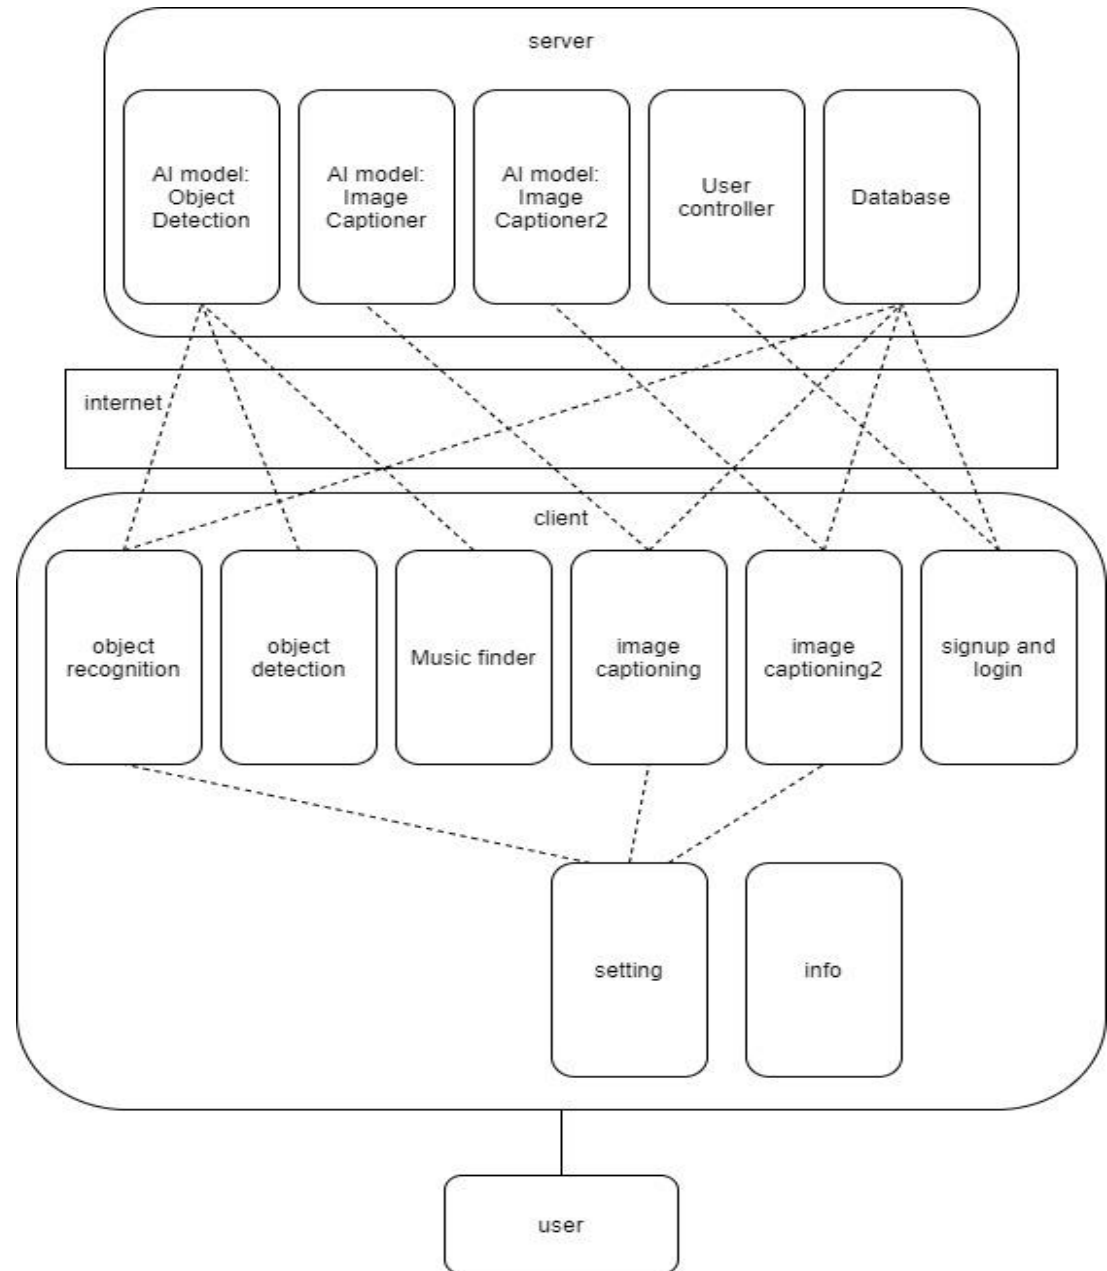 server
AI model:
Object
Detection
AI model:
Image
Captioner
AI model:
Image
Captioner2
User
controller
Database
internet
client
object
recognition
object
detection
Music finder
image
captioning
image
captioning2
signup and
login
setting
info
user